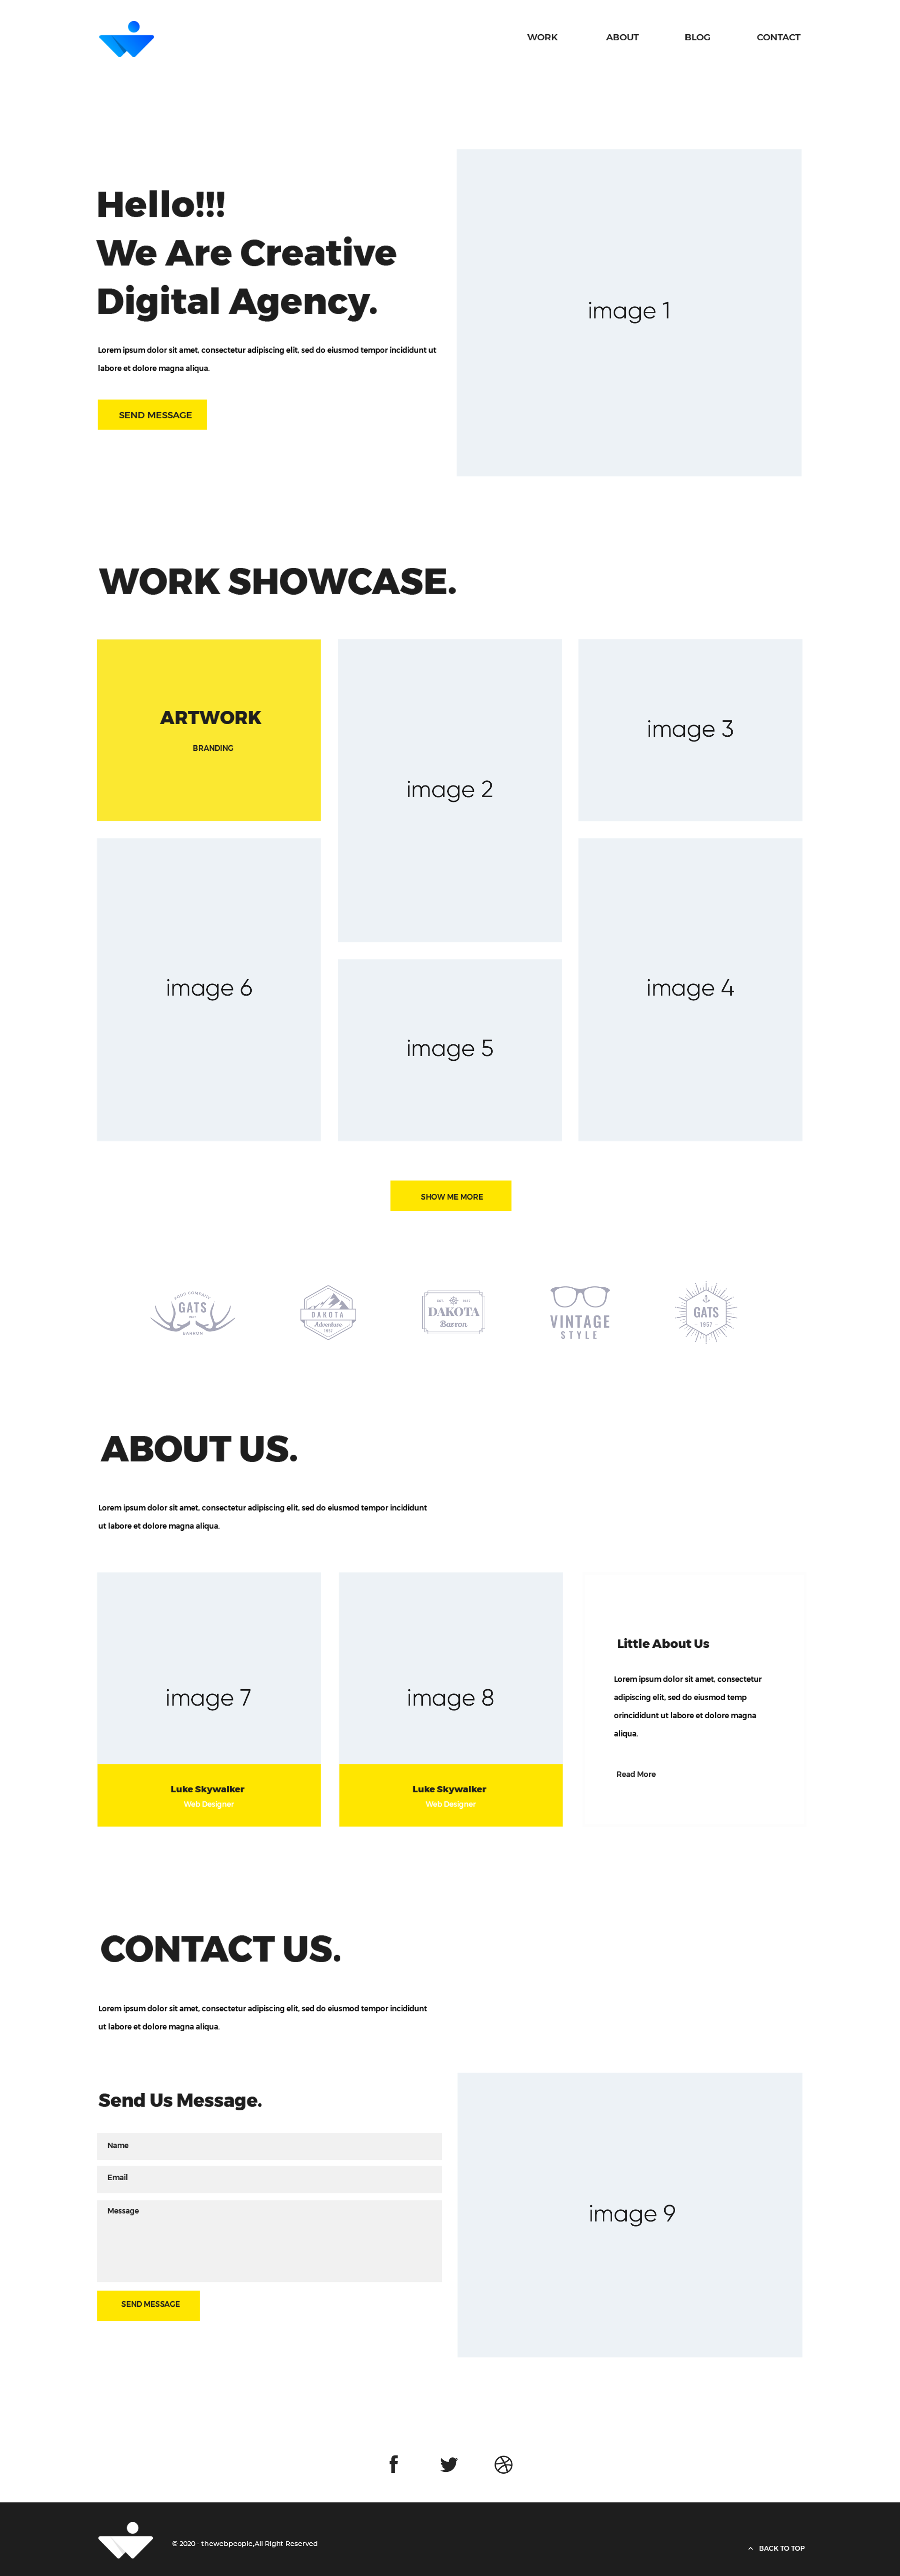 WORK ABOUT BLOG CONTACT
Hello!!!
We Are Creative
Digital Agency.
Lorem ipsum dolor sit amet, consectetur adipiscing elit, sed do eiusmod tempor incididunt ut
labore et dolore magna aliqua.
SEND MESSAGE
image 1
WORK SHOWCASE.
ARTWORK
BRANDING
image 2
image 3
image 6
image 5
image 4
SHOW ME MORE
FOOD COMPANY
GATS
BARRON
DAKOTA
Adventure
1957
DAKOTA
Barron
VINTAGE
STYLE
GATS
1957
ABOUT US.
Lorem ipsum dolor sit amet, consectetur adipiscing elit, sed do eiusmod tempor incididunt
ut labore et dolore magna aliqua.
image 7
Luke Skywalker
Web Designer
image 8
Luke Skywalker
Web Designer
Little About Us
Lorem ipsum dolor sit amet, consectetur
adipiscing elit, sed do eiusmod temp
orincididunt ut labore et dolore magna
aliqua.
Read More
CONTACT US.
Lorem ipsum dolor sit amet, consectetur adipiscing elit, sed do eiusmod tempor incididunt
ut labore et dolore magna aliqua.
Send Us Message.
Name
Email
Message
SEND MESSAGE
image 9
© 2020 - thewebpeople,All Right Reserved
BACK TO TOP